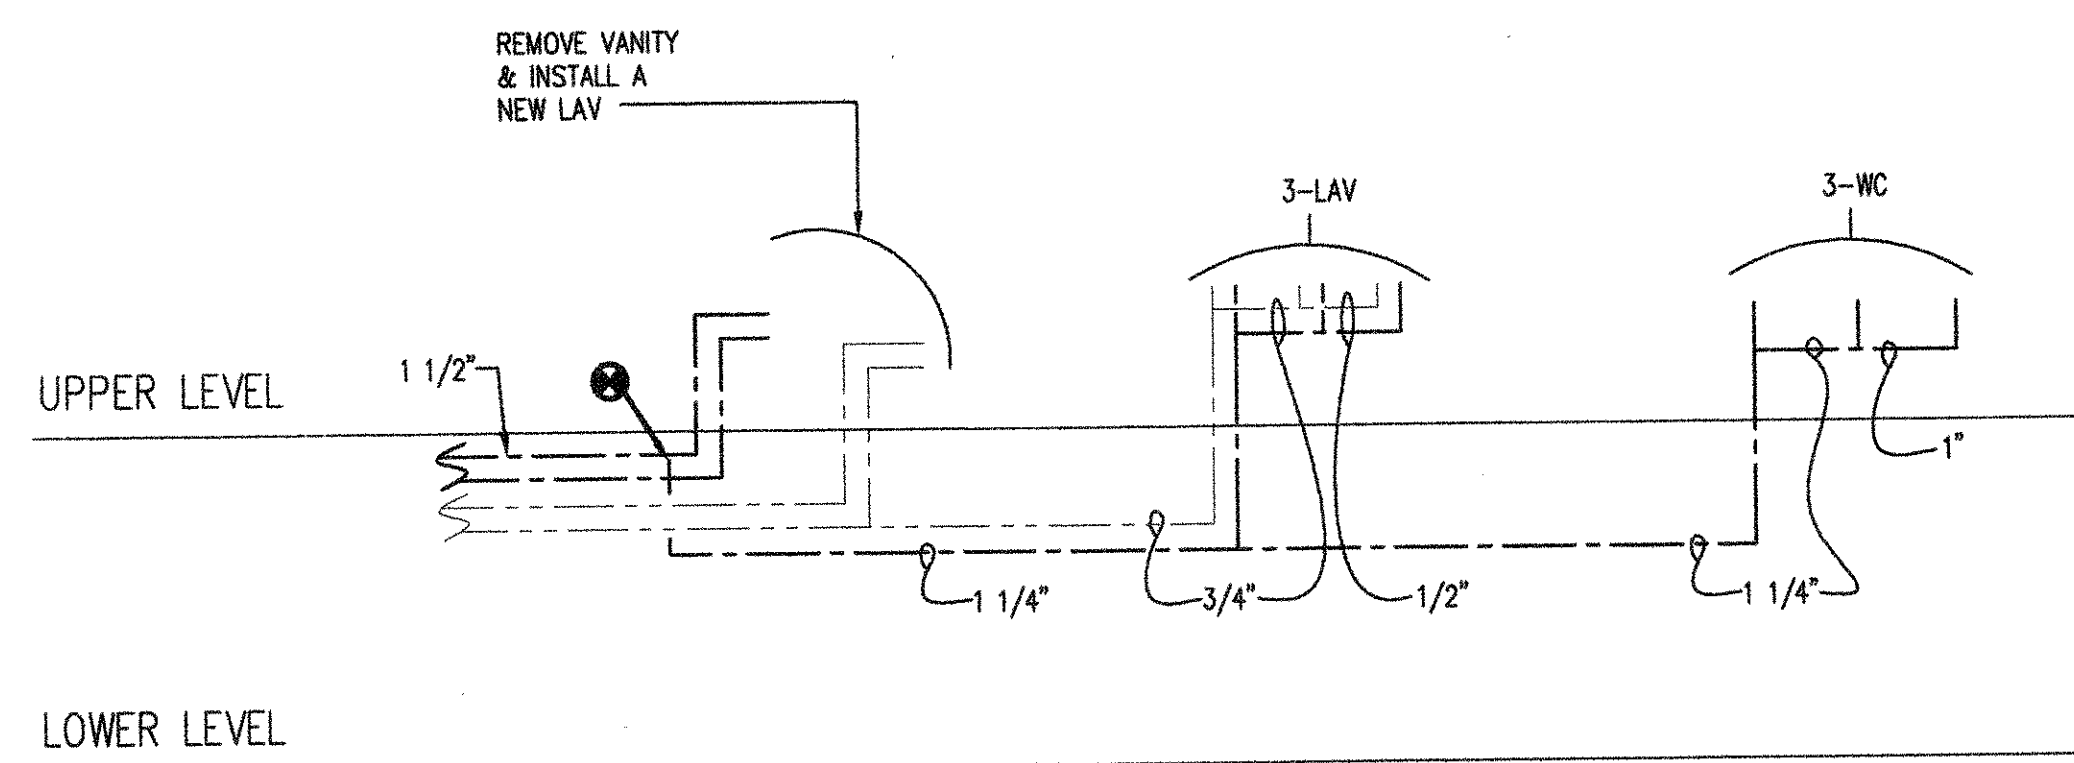 REMOVE VANITY
& INSTALL A
NEW LAV
3-LAV
3-WC
1 1/2"
UPPER LEVEL
1"
1 1/4"
3/4"
1/2"
1 1/4"
LOWER LEVEL